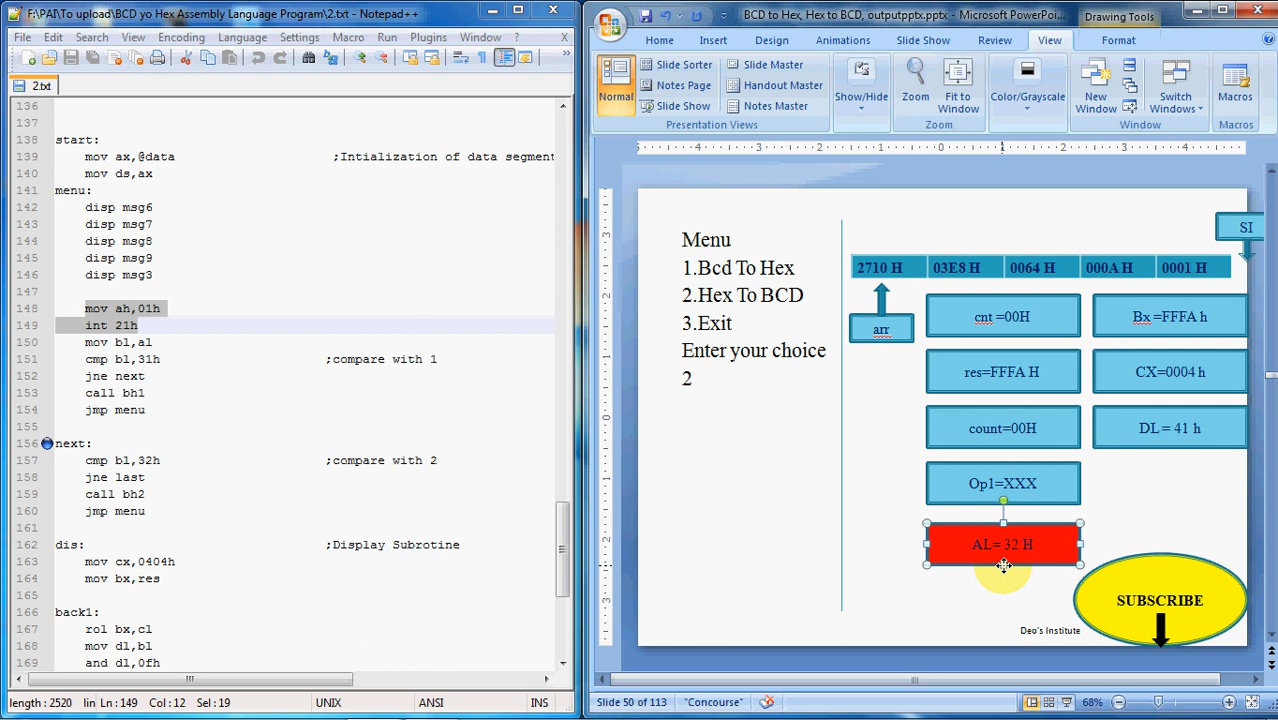 F:\PAI\To upload\BCD yo Hex Assembly Language Program\2.txt - Notepad++
File Edit Search View Encoding Language Settings Macro Run Plugins Window ? X
2.txt
136
137
138 start:
139 mov ax,@data ;Intialization of data segment
140 mov ds,ax
141 menu:
142 disp msg6
143 disp msg7
144 disp msg8
145 disp msg9
146 disp msg3
147
148 mov ah,01h
149 int 21h
150 mov bl,al
151 cmp bl,31h ;compare with 1
152 jne next
153 call bh1
154 jmp menu
155
156 next:
157 cmp bl,32h ;compare with 2
158 jne last
159 call bh2
160 jmp menu
161
162 dis: ;Display Subrotine
163 mov cx,0404h
164 mov bx,res
165
166 back1:
167 rol bx,cl
168 mov dl,bl
169 and dl,0fh
length : 2520 lin Ln : 149 Col : 12 Sel : 19 UNIX ANSI INS
BCD to Hex, Hex to BCD, outputpptx.pptx - Microsoft PowerPoi...
Drawing Tools
Home Insert Design Animations Slide Show Review View Format
Normal
Slide Sorter
Notes Page
Slide Show
Slide Master
Handout Master
Notes Master
Presentation Views
Show/Hide
Zoom
Fit to Window
Zoom
Color/Grayscale
New Window
Switch Windows
Window
Macros
Macros
Menu
1.Bcd To Hex
2.Hex To BCD
3.Exit
Enter your choice
2
SI
2710 H 03E8 H 0064 H 000A H 0001 H
arr
cnt =00H
Bx =FFFA h
res=FFFA H
CX=0004 h
count=00H
DL = 41 h
Op1=XXX
AL= 32 H
SUBSCRIBE
Deo's Institute
Slide 50 of 113 "Concourse" 68%